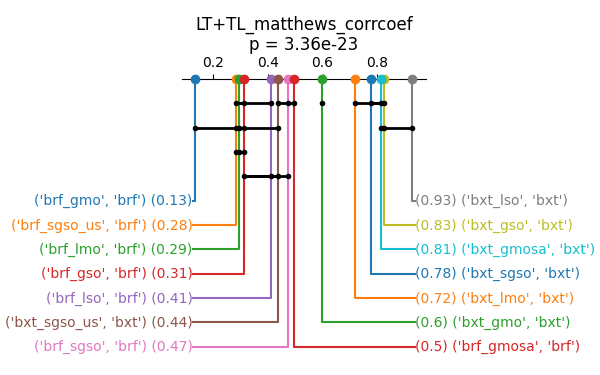 LT+TL_matthews_corrcoef
p = 3.36e-23
0.2 0.4 0.6 0.8
('brf_gmo', 'brf') (0.13) (0.93) ('bxt_lso', 'bxt')
('brf_sgso_us', 'brf') (0.28) (0.83) ('bxt_gso', 'bxt')
('brf_lmo', 'brf') (0.29) (0.81) ('bxt_gmosa', 'bxt')
('brf_gso', 'brf') (0.31) (0.78) ('bxt_sgso', 'bxt')
('brf_lso', 'brf') (0.41) (0.72) ('bxt_lmo', 'bxt')
('bxt_sgso_us', 'bxt') (0.44) (0.6) ('bxt_gmo', 'bxt')
('brf_sgso', 'brf') (0.47) (0.5) ('brf_gmosa', 'brf')